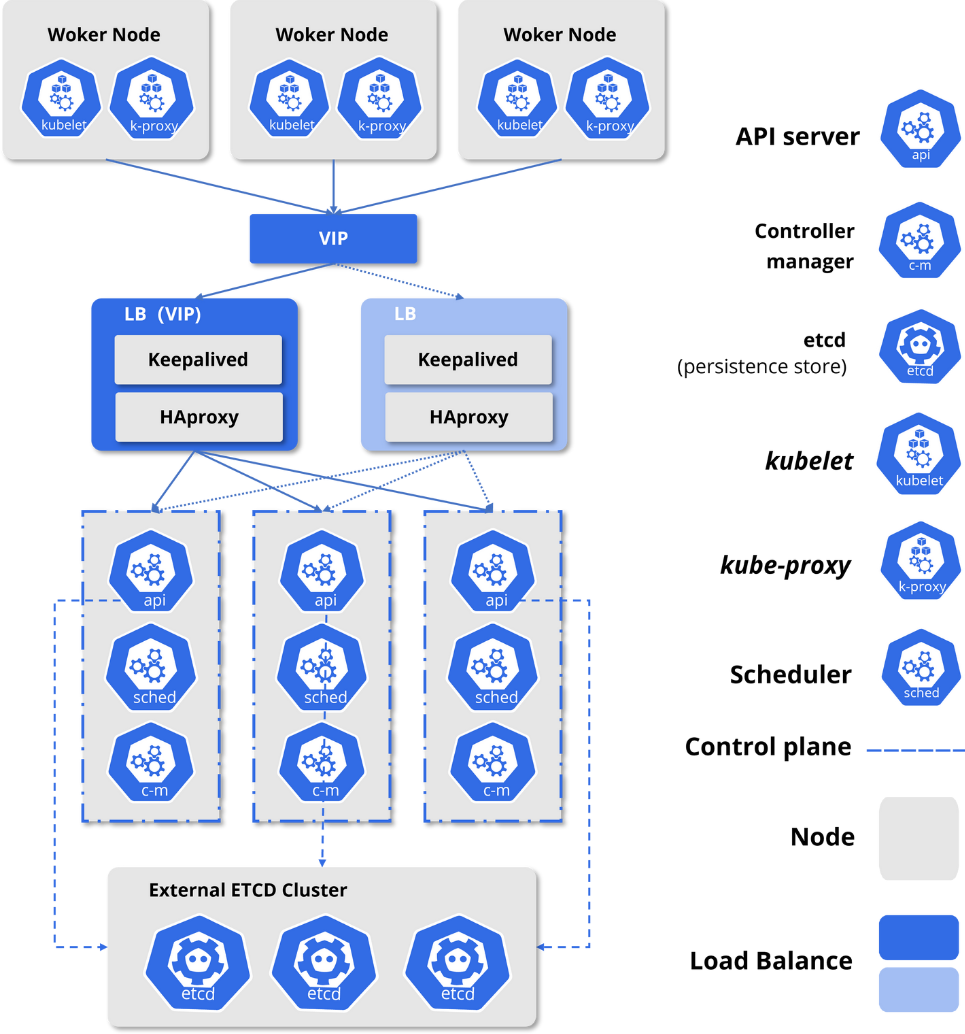 Woker Node
kubelet
k-proxy
Woker Node
kubelet
k-proxy
Woker Node
kubelet
k-proxy
VIP
LB (VIP)
Keepalived
HAproxy
LB
Keepalived
HAproxy
api
sched
c-m
api
sched
c-m
api
sched
c-m
External ETCD Cluster
etcd
etcd
etcd
API server
api
Controller
manager
c-m
etcd
(persistence store)
etcd
kubelet
kubelet
kube-proxy
k-proxy
Scheduler
sched
Control plane
Node
Load Balance